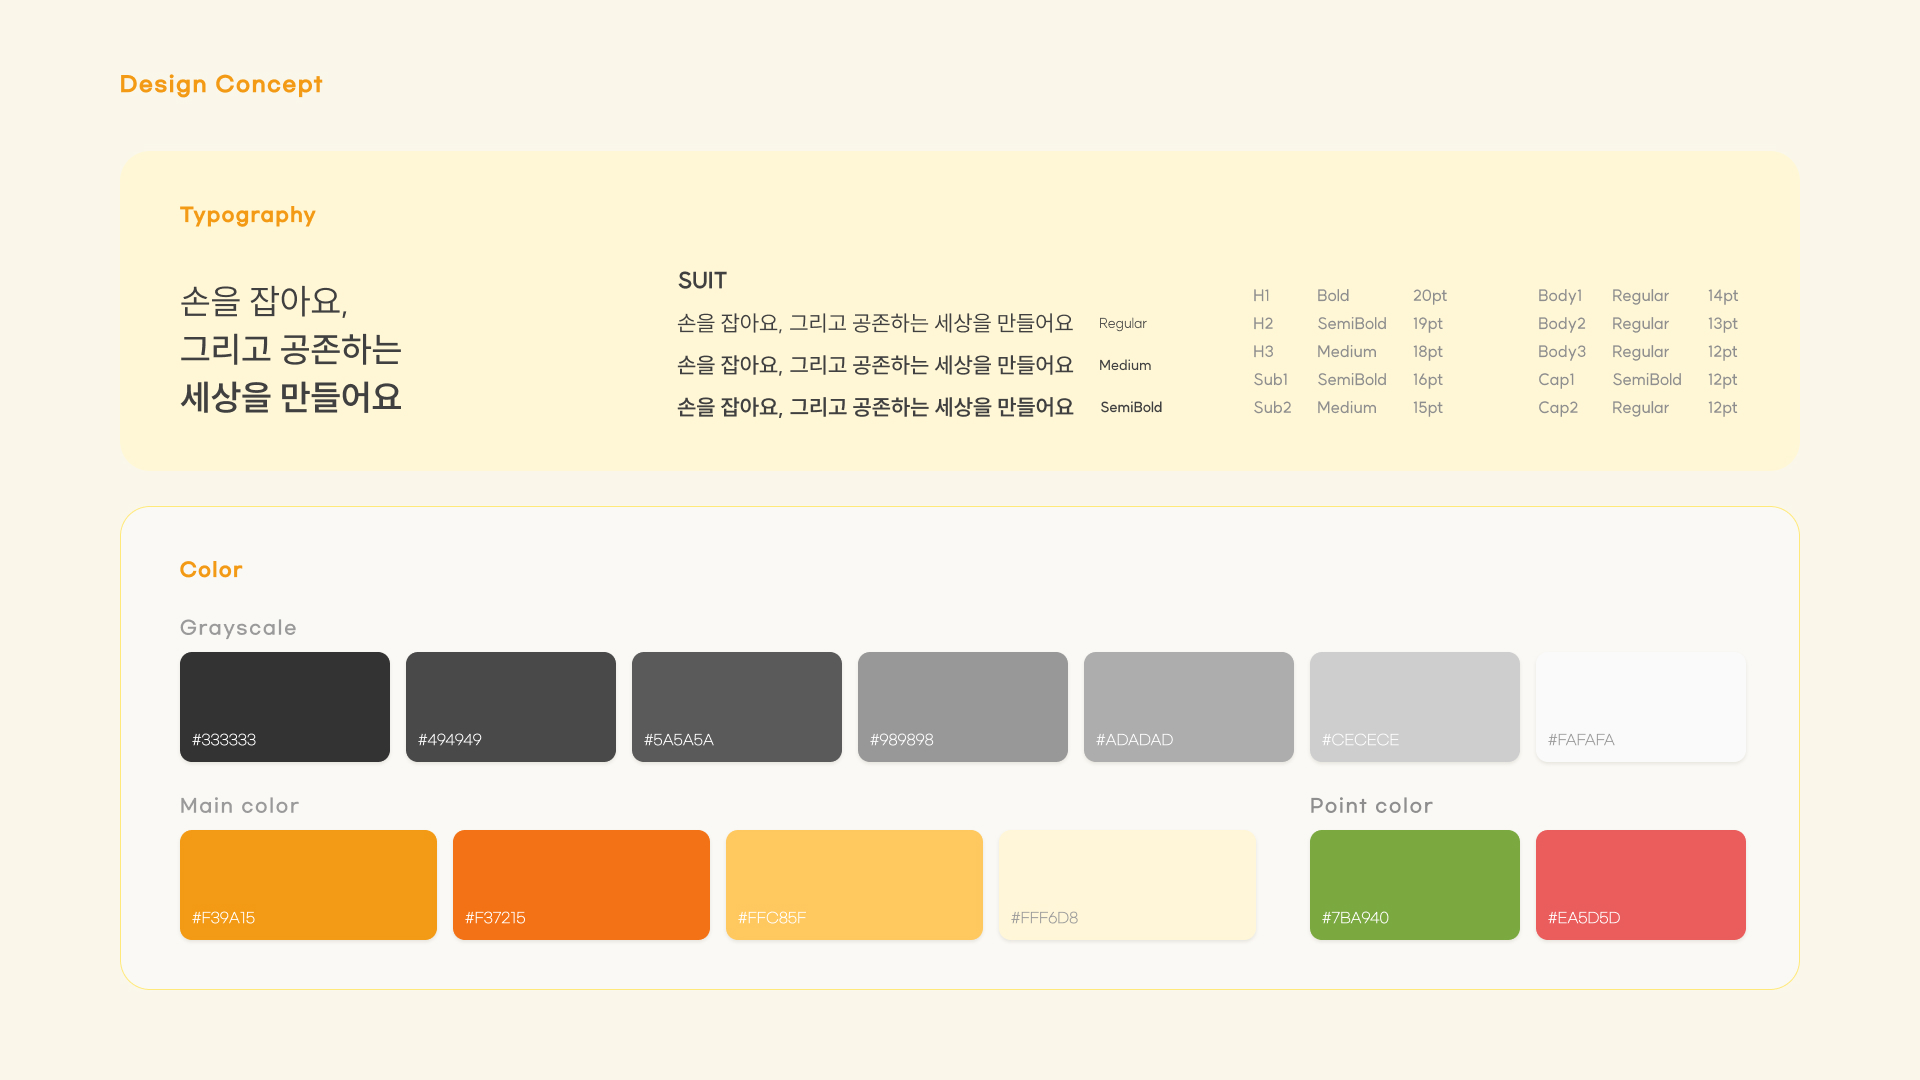 Design Concept
Typography
손을 잡아요,
그리고 공존하는
세상을 만들어요
SUIT
손을 잡아요, 그리고 공존하는 세상을 만들어요 Regular
손을 잡아요, 그리고 공존하는 세상을 만들어요 Medium
손을 잡아요, 그리고 공존하는 세상을 만들어요 SemiBold
H1 Bold 20pt
H2 SemiBold 19pt
H3 Medium 18pt
Sub1 SemiBold 16pt
Sub2 Medium 15pt
Body1 Regular 14pt
Body2 Regular 13pt
Body3 Regular 12pt
Cap1 SemiBold 12pt
Cap2 Regular 12pt
Color
Grayscale
#333333 #494949 #5A5A5A #989898 #ADADAD #CECECE #FAFAFA
Main color
#F39A15 #F37215 #FFC85F #FFF6D8
Point color
#7BA940 #EA5D5D